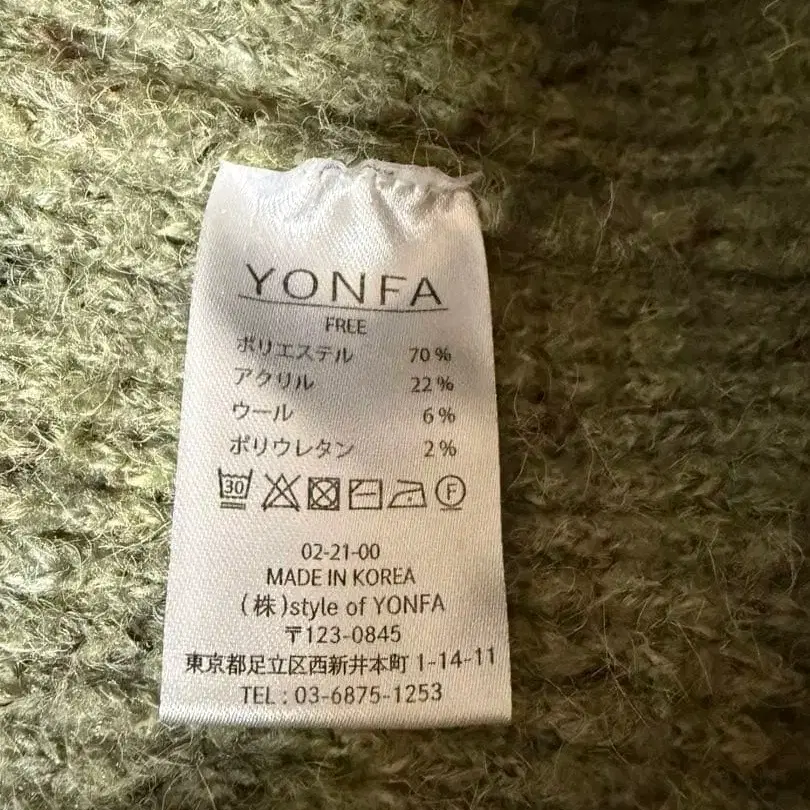 YONFA
FREE
ポリエステル 70%
アクリル 22%
ウール 6%
ポリウレタン 2%
30 F
02-21-00
MADE IN KOREA
(株)style of YONFA
〒123-0845
東京都足立区西新井本町 1-14-11
TEL : 03-6875-1253